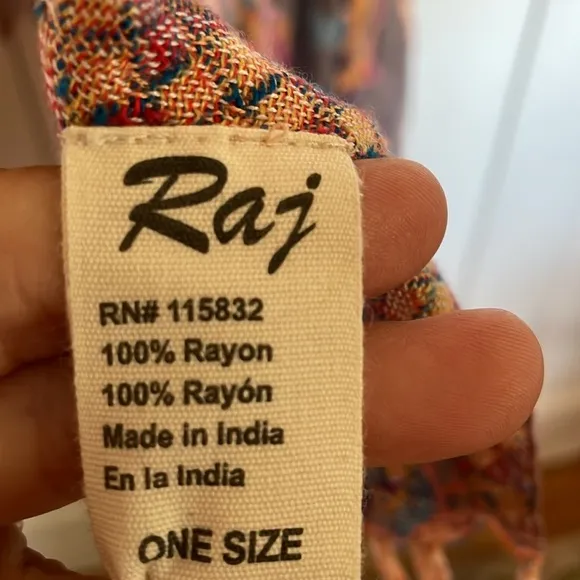 Raj
RN# 115832
100% Rayon
100% Rayón
Made in India
En la India
ONE SIZE